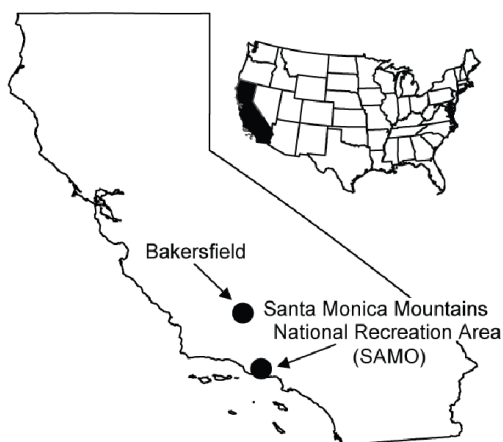 Bakersfield
Santa Monica Mountains
National Recreation Area
(SAMO)